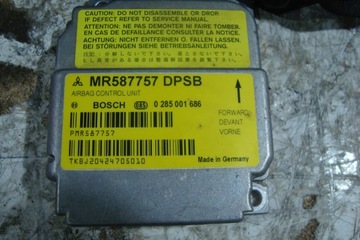 DO NOT DISASSEMBLE OR DROP
IF DEFECT REFER TO SERVICE MANUAL.
ATTENTION: NE PAS DEMONTER NI FAIRE TOMBER.
EN CAS DE DEFAILLANCE CONSULTER LA NOTICE.
ACHTUNG: NICHT ENTFERNEN O. FALLEN LASSEN.
BEI STÖRUNGEN SIEHE BETRIEBSANLEITUNG.
MR587757 DPSB
AIRBAG CONTROL UNIT
BOSCH 0 285 001 686
FORWARD
DEVANT
VORNE
PMR587757
TKBJ20424705010
Made in Germany